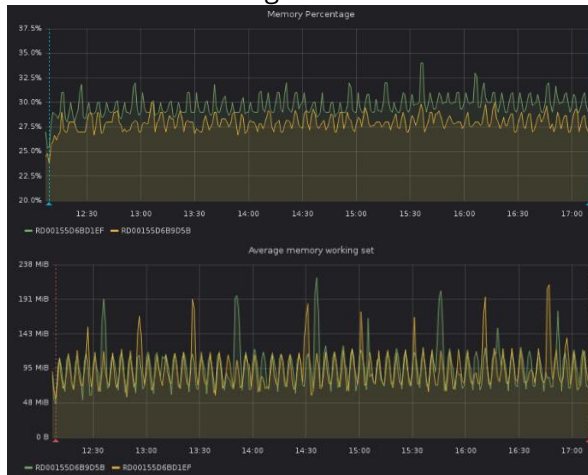 Memory Percentage
37.5%
35.0%
32.5%
30.0%
27.5%
25.0%
22.5%
20.0%
12:30 13:00 13:30 14:00 14:30 15:00 15:30 16:00 16:30 17:00
RD00155D6BD1EF RD00155D6B9D5B
Average memory working set
238 MiB
191 MiB
143 MiB
95 MiB
48 MiB
0 B
12:30 13:00 13:30 14:00 14:30 15:00 15:30 16:00 16:30 17:00
RD00155D6B9D5B RD00155D6BD1EF